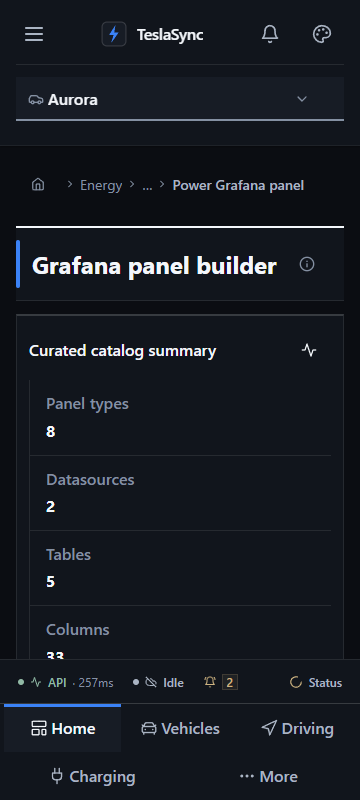 TeslaSync
Aurora
Energy ... Power Grafana panel
Grafana panel builder
Curated catalog summary
Panel types
8
Datasources
2
Tables
5
Columns
33
API · 257ms Idle 2 Status
Home Vehicles Driving
Charging More